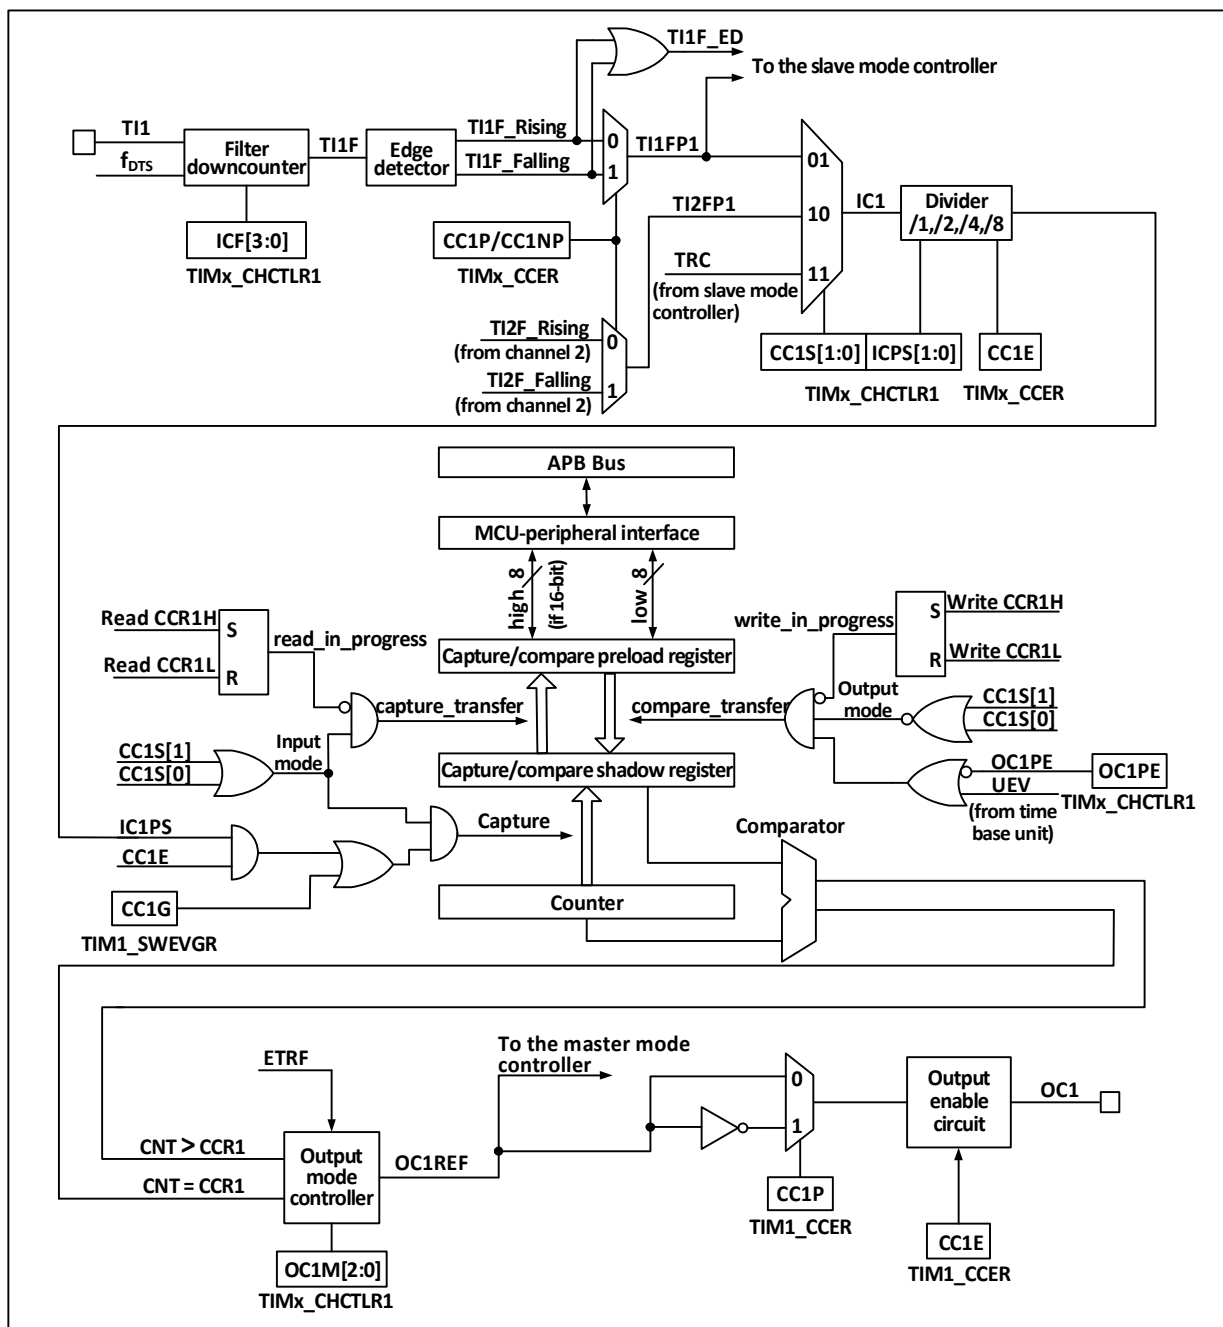 TI1F_ED
To the slave mode controller
TI1
fDTS
Filter
downcounter
TI1F
Edge
detector
TI1F_Rising
TI1F_Falling
0
1
TI1FP1
01
10
11
TI2FP1
IC1
Divider
/1,/2,/4,/8
ICF[3:0]
TIMx_CHCTLR1
CC1P/CC1NP
TIMx_CCER
TRC
(from slave mode
controller)
TI2F_Rising
(from channel 2)
TI2F_Falling
(from channel 2)
0
1
CC1S[1:0]
ICPS[1:0]
TIMx_CHCTLR1
CC1E
TIMx_CCER
APB Bus
MCU-peripheral interface
high
8
(if 16-bit)
low
8
Read CCR1H
Read CCR1L
S
R
read_in_progress
Capture/compare preload register
write_in_progress
S
R
Write CCR1H
Write CCR1L
capture_transfer
compare_transfer
Output
mode
CC1S[1]
CC1S[0]
CC1S[1]
CC1S[0]
Input
mode
Capture/compare shadow register
OC1PE
UEV
(from time
base unit)
OC1PE
TIMx_CHCTLR1
IC1PS
CC1E
Capture
Comparator
CC1G
TIM1_SWEVGR
Counter
To the master mode
controller
ETRF
CNT > CCR1
CNT = CCR1
Output
mode
controller
OC1REF
0
1
Output
enable
circuit
OC1
CC1P
TIM1_CCER
CC1E
TIM1_CCER
OC1M[2:0]
TIMx_CHCTLR1